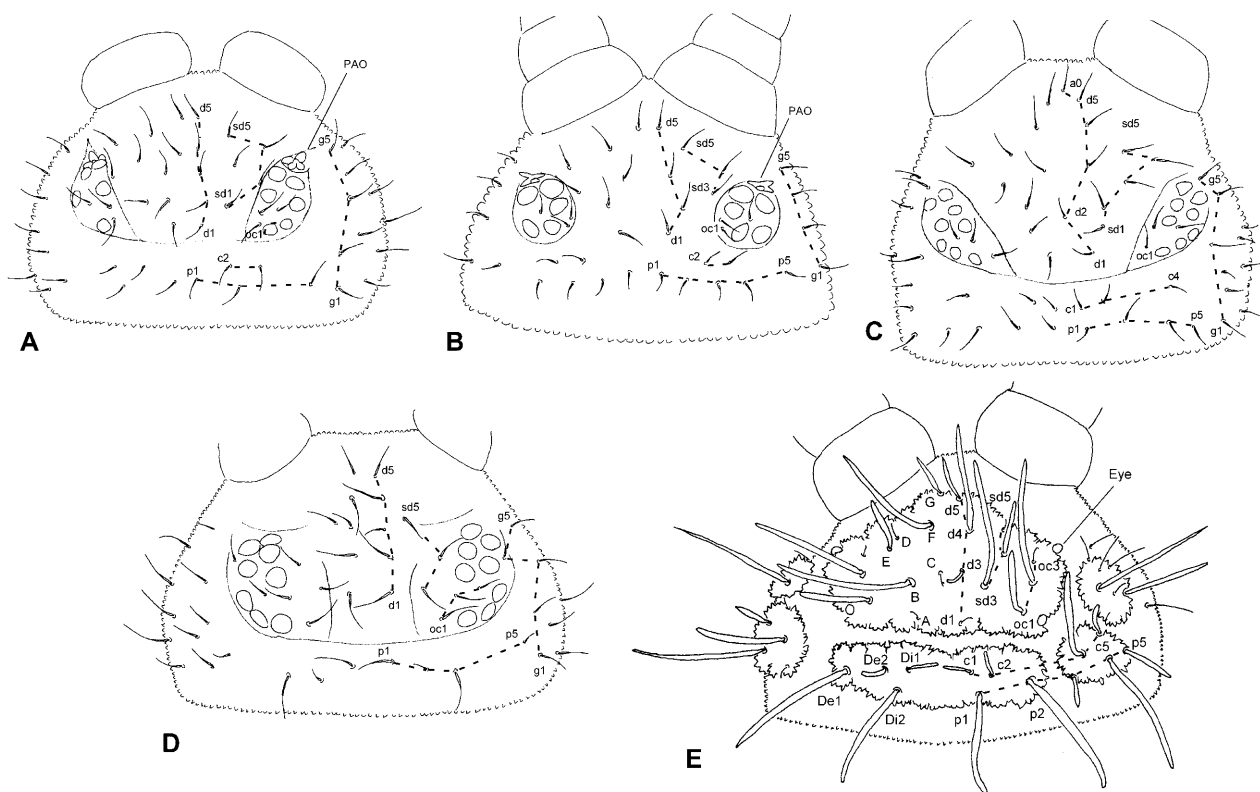 PAO
d5
sd5
g5
sd1
d1
oc1
c2
p1
g1
A
PAO
d5
sd5
g5
sd3
oc1
d1
c2
p1
p5
g1
B
a0
d5
sd5
g5
d2
sd1
oc1
d1
c4
c1
p1
p5
g1
C
d5
sd5
g5
d1
oc1
p1
p5
g1
D
Eye
G
d5
sd5
F
d4
D
E
C
d3
oc3
B
sd3
A
d1
oc1
De2
Di1
c1
c2
c5
p5
De1
Di2
p1
p2
E